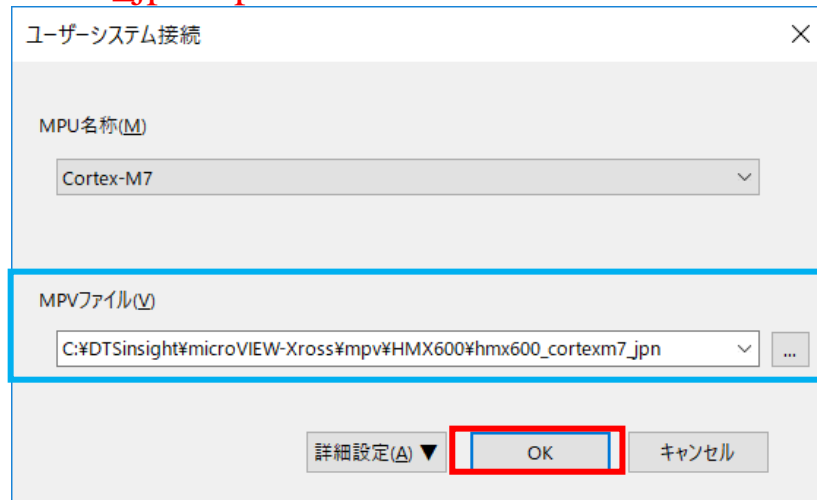 ユーザーシステム接続
MPU名称(M)
Cortex-M7
MPVファイル(V)
C:¥DTSinsight¥microVIEW-Xross¥mpv¥HMX600¥hmx600_cortexm7_jpn
...
詳細設定(A)▼ OK キャンセル